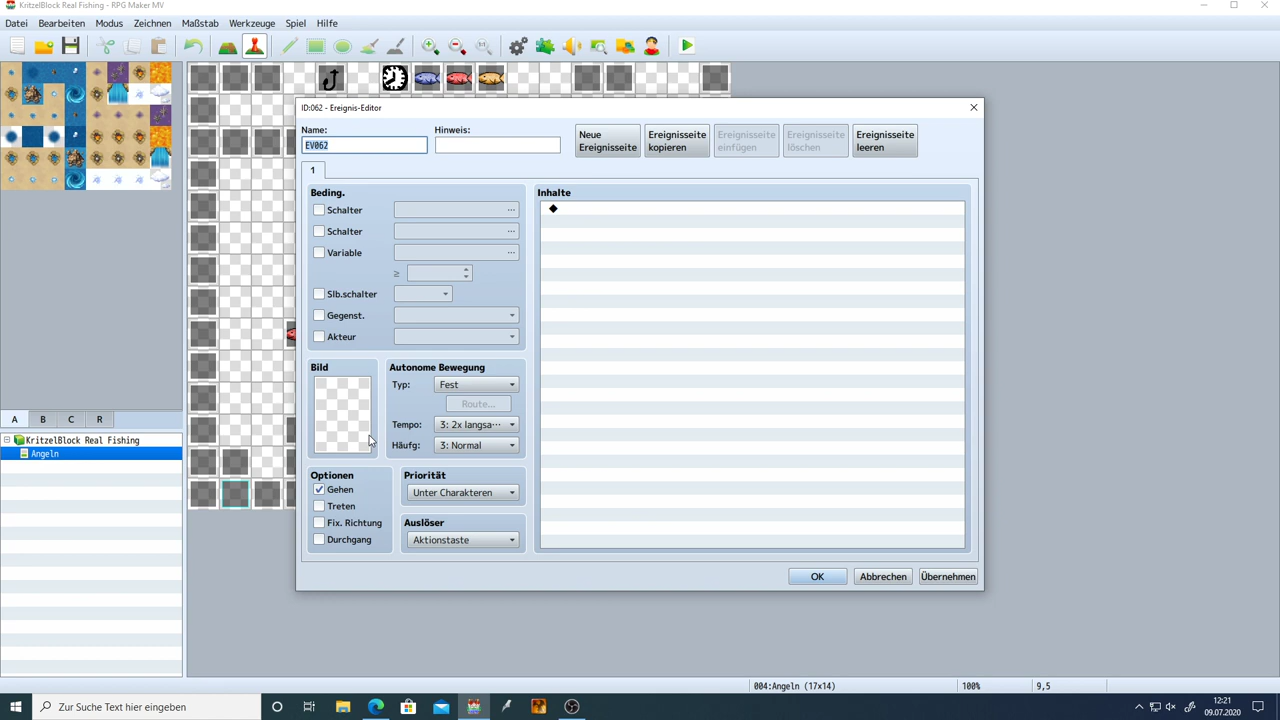 KritzelBlock Real Fishing - RPG Maker MV
Datei Bearbeiten Modus Zeichnen Maßstab Werkzeuge Spiel Hilfe
ID:062 - Ereignis-Editor
Name: Hinweis:
EV062
Neue Ereignisseite
Ereignisseite kopieren
Ereignisseite einfügen
Ereignisseite löschen
Ereignisseite leeren
1
Beding.
Schalter ...
Schalter ...
Variable ...
≥
Slb.schalter
Gegenst.
Akteur
Bild
Autonome Bewegung
Typ: Fest
Route...
Tempo: 3: 2x langsa...
Häufg: 3: Normal
Optionen
Gehen
Treten
Fix. Richtung
Durchgang
Priorität
Unter Charakteren
Auslöser
Aktionstaste
Inhalte
OK Abbrechen Übernehmen
A B C R
KritzelBlock Real Fishing
Angeln
004:Angeln (17x14) 100% 9,5
Zur Suche Text hier eingeben
12:21
09.07.2020